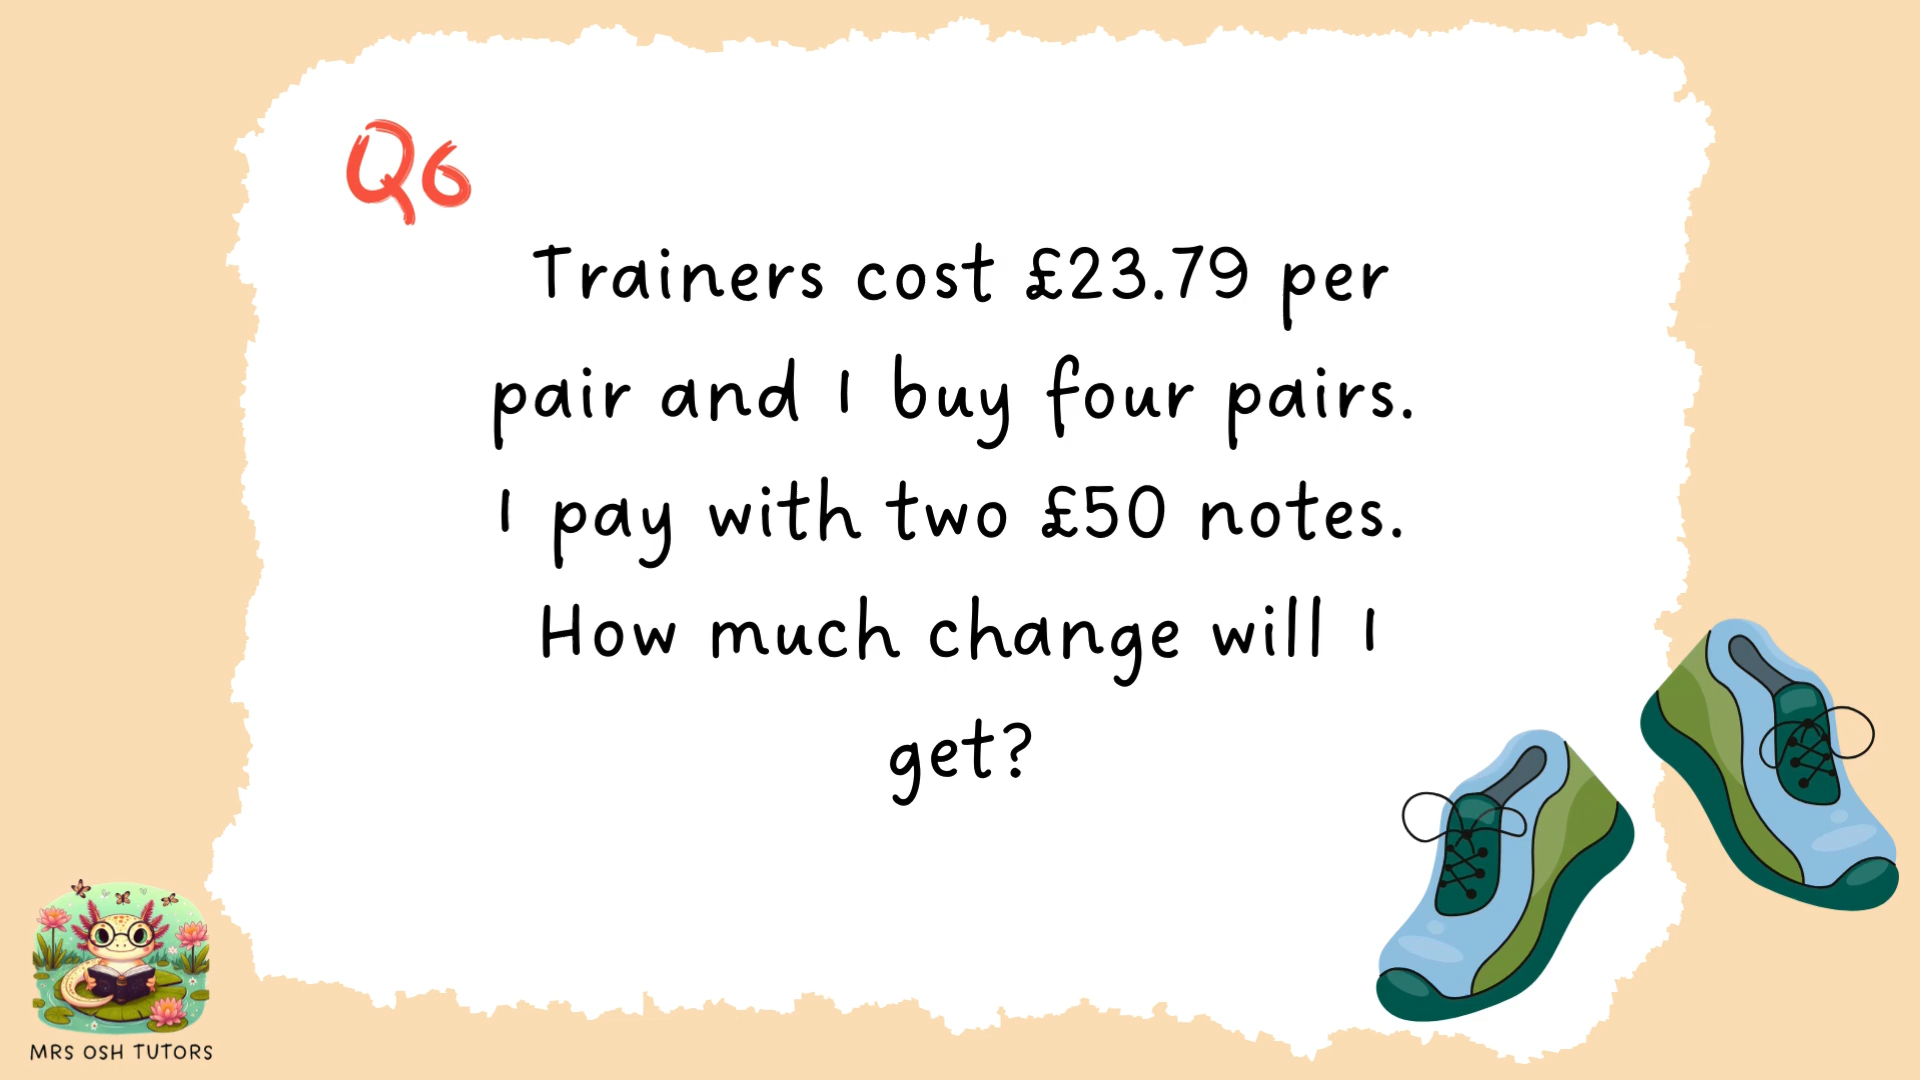 Q6
Trainers cost £23.79 per
pair and I buy four pairs.
I pay with two £50 notes.
How much change will I
get?
MRS OSH TUTORS